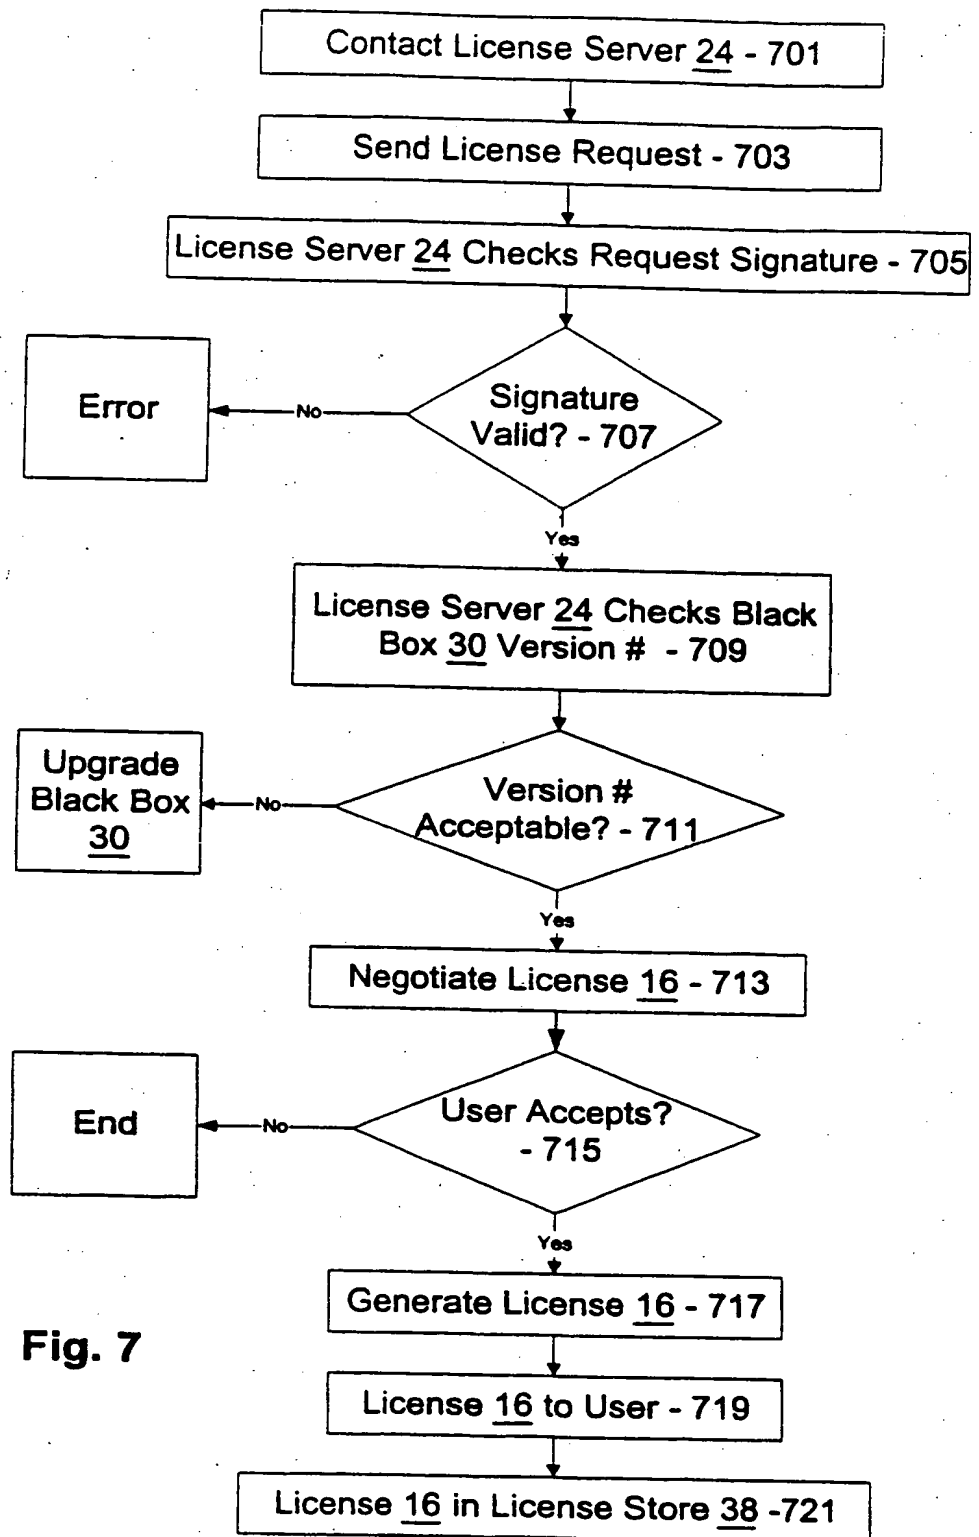 Contact License Server 24 - 701
Send License Request - 703
License Server 24 Checks Request Signature - 705
Error
No
Signature
Valid? - 707
Yes
License Server 24 Checks Black
Box 30 Version # - 709
Upgrade
Black Box
30
No
Version #
Acceptable? - 711
Yes
Negotiate License 16 - 713
End
No
User Accepts?
- 715
Yes
Generate License 16 - 717
Fig. 7
License 16 to User - 719
License 16 in License Store 38 -721